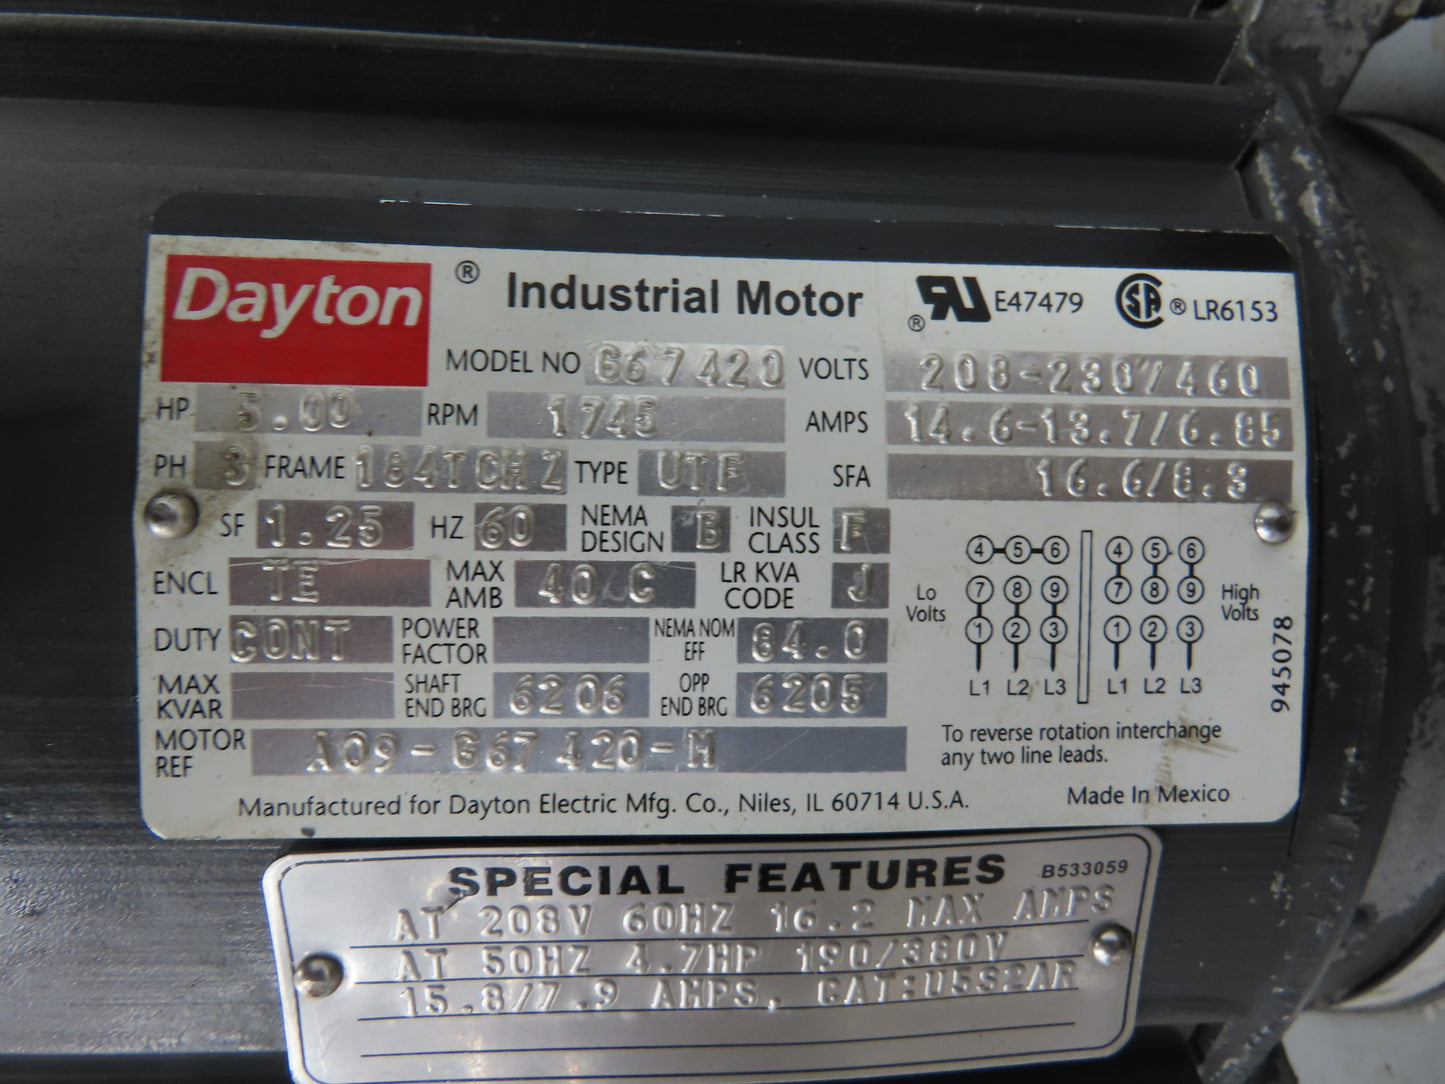 Dayton ® Industrial Motor ® E47479 ® LR6153
MODEL NO G67420 VOLTS 208-230/460
HP 5.00 RPM 1745 AMPS 14.6-13.7/6.85
PH 3 FRAME 184TCHZ TYPE UTF SFA 16.6/8.3
SF 1.25 HZ 60 NEMA DESIGN B INSUL CLASS F
ENCL TE MAX AMB 40 C LR KVA CODE J
DUTY CONT POWER FACTOR NEMA NOM EFF 84.0
MAX KVAR SHAFT END BRG 6206 OPP END BRG 6205
MOTOR REF A09-G67420-M
4 5 6 4 5 6
Lo Volts 7 8 9 7 8 9 High Volts
1 2 3 1 2 3
L1 L2 L3 L1 L2 L3
To reverse rotation interchange
any two line leads.
945078
Manufactured for Dayton Electric Mfg. Co., Niles, IL 60714 U.S.A. Made In Mexico
SPECIAL FEATURES B533059
AT 208V 60HZ 16.2 MAX AMPS
AT 50HZ 4.7HP 190/380V
15.8/7.9 AMPS. CAT:U5S2AR